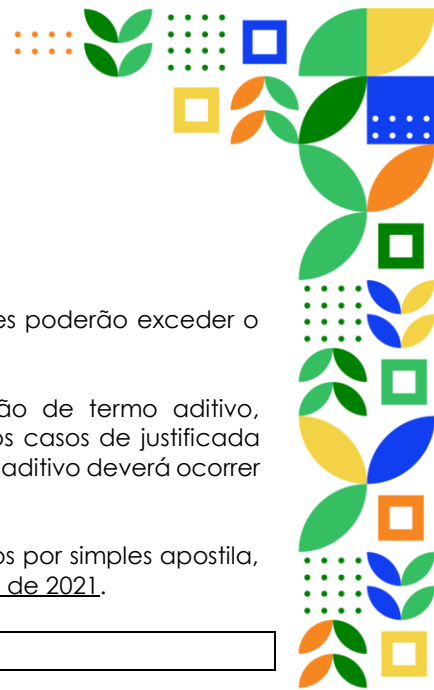 es poderão exceder o
ão de termo aditivo,
os casos de justificada
aditivo deverá ocorrer
os por simples apostila,
de 2021.